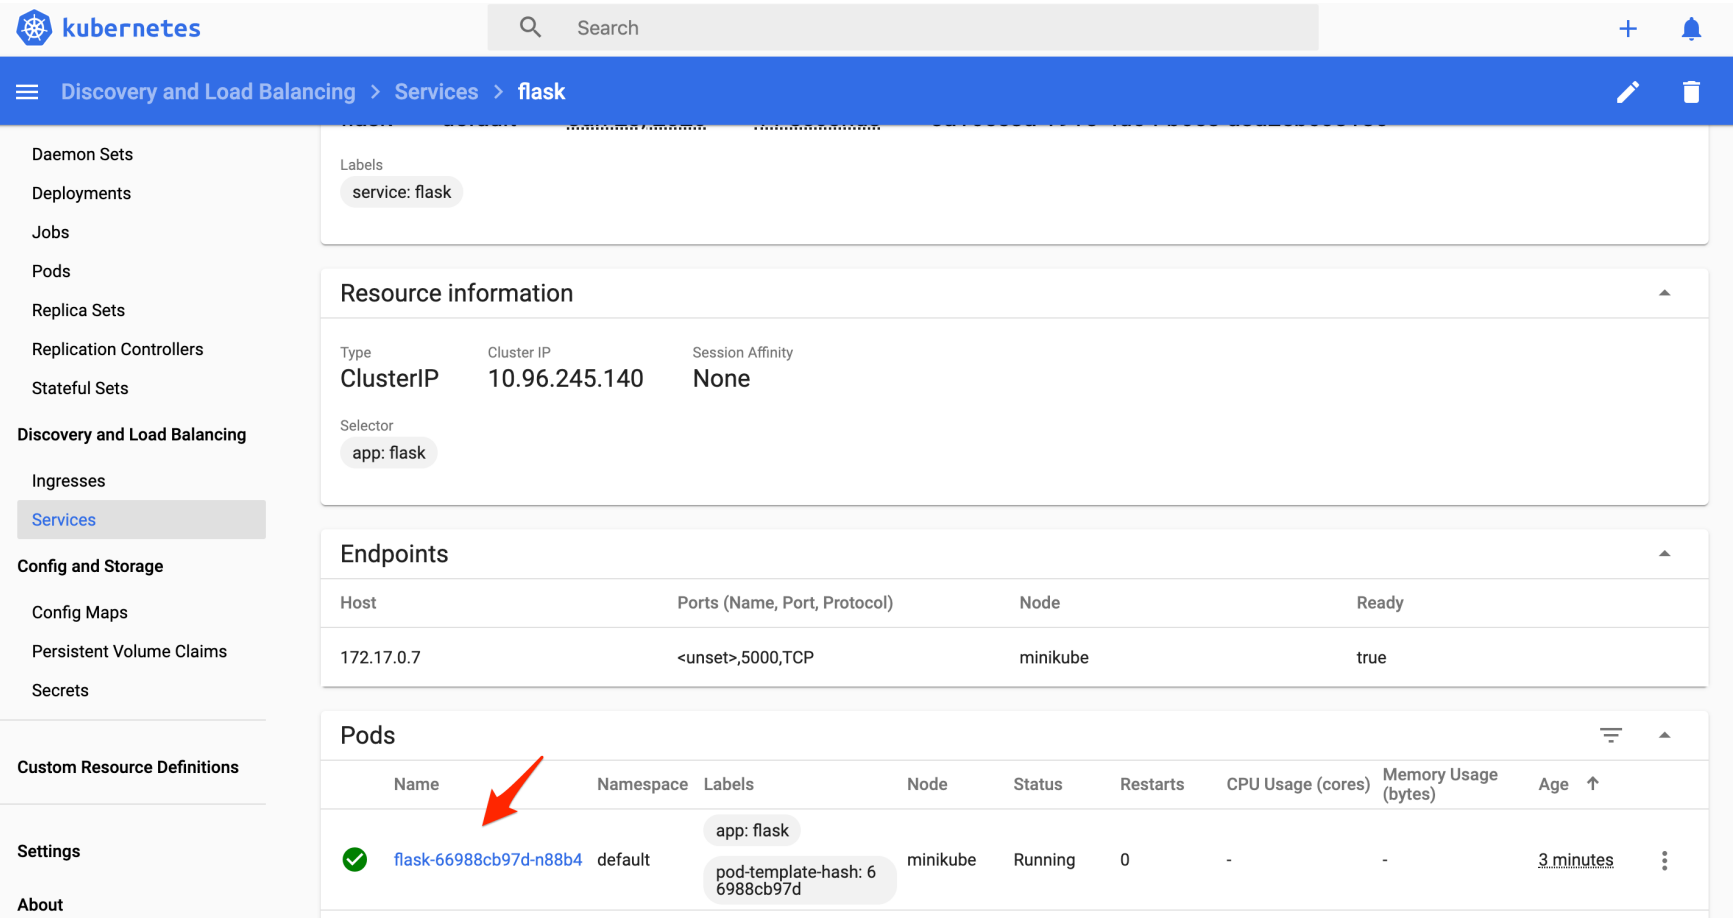 kubernetes
Search
Discovery and Load Balancing > Services > flask
Daemon Sets
Deployments
Jobs
Pods
Replica Sets
Replication Controllers
Stateful Sets
Discovery and Load Balancing
Ingresses
Services
Config and Storage
Config Maps
Persistent Volume Claims
Secrets
Custom Resource Definitions
Settings
About
Labels
service: flask
Resource information
Type Cluster IP Session Affinity
ClusterIP 10.96.245.140 None
Selector
app: flask
Endpoints
Host Ports (Name, Port, Protocol) Node Ready
172.17.0.7 <unset>,5000,TCP minikube true
Pods
Name Namespace Labels Node Status Restarts CPU Usage (cores) Memory Usage (bytes) Age
app: flask
flask-66988cb97d-n88b4 default minikube Running 0 - - 3 minutes
pod-template-hash: 6
6988cb97d